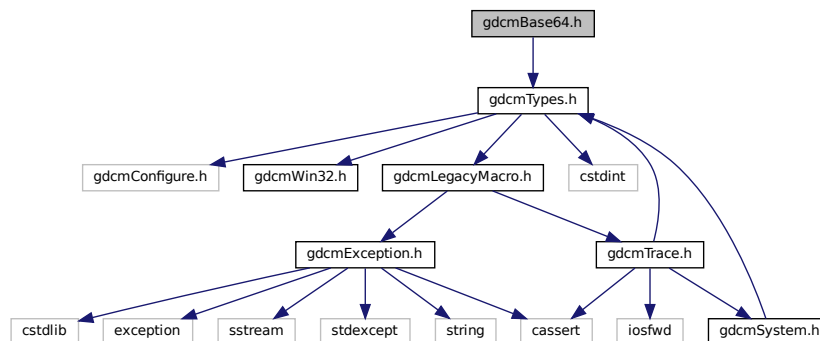 gdcmBase64.h
gdcmTypes.h
gdcmConfigure.h
gdcmWin32.h
gdcmLegacyMacro.h
cstdint
gdcmException.h
gdcmTrace.h
cstdlib
exception
sstream
stdexcept
string
cassert
iosfwd
gdcmSystem.h